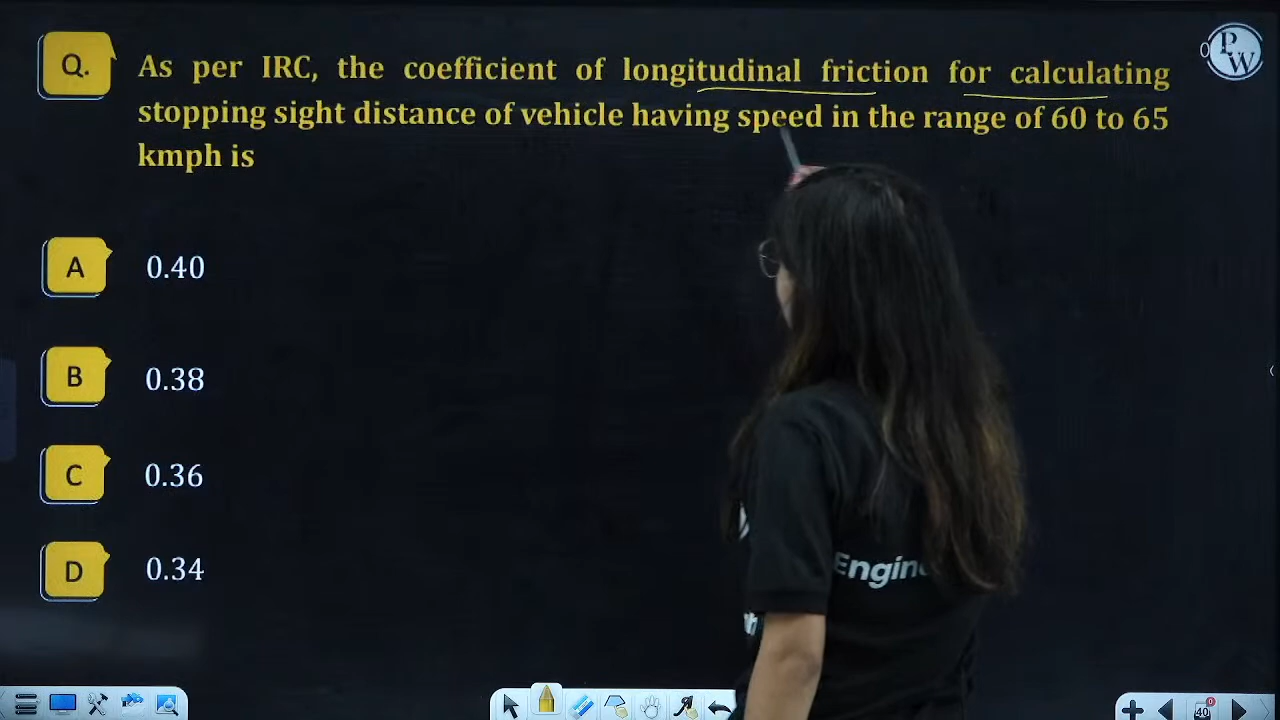 Q. As per IRC, the coefficient of longitudinal friction for calculating
stopping sight distance of vehicle having speed in the range of 60 to 65
kmph is
A 0.40
B 0.38
C 0.36
D 0.34
P
W
40